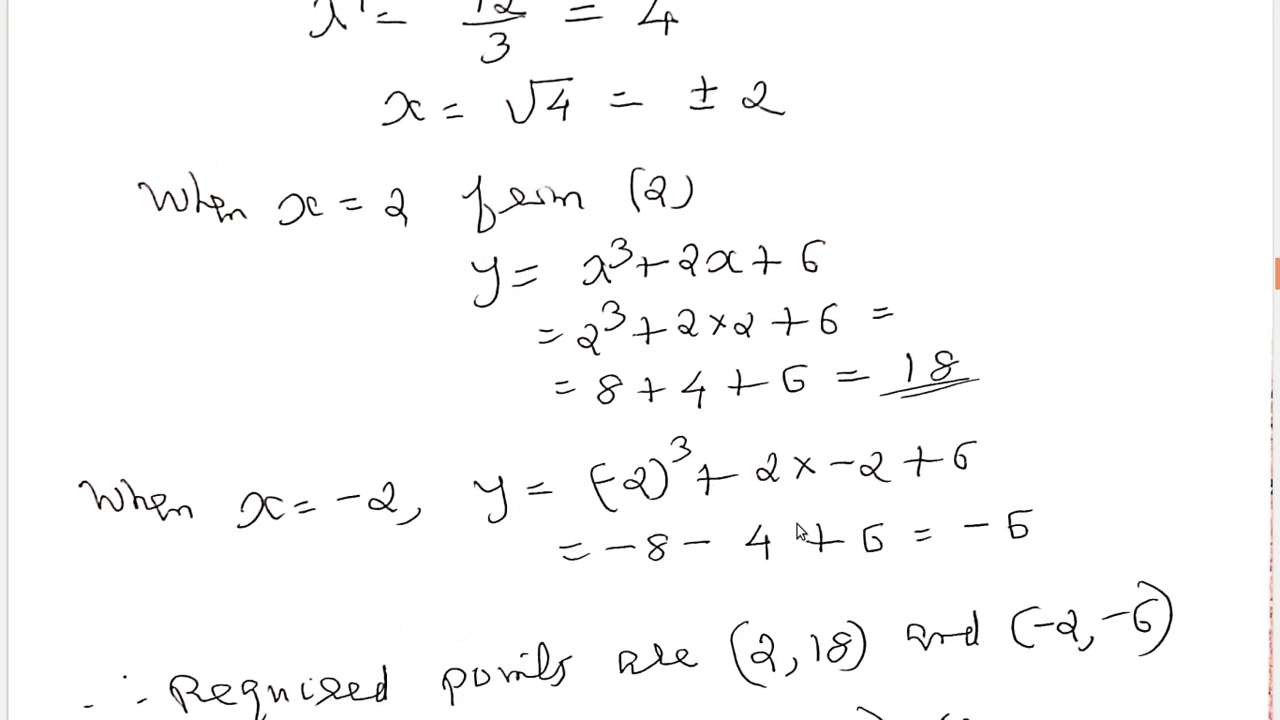 x² = 12/3 = 4
x = √4 = ± 2
When x = 2 from (2)
y = x³ + 2x + 6
= 2³ + 2×2 + 6 =
= 8 + 4 + 6 = 18
When x = -2, y = (-2)³ + 2× -2 + 6
= -8 - 4 + 6 = -6
∴ Required points are (2, 18) and (-2, -6)